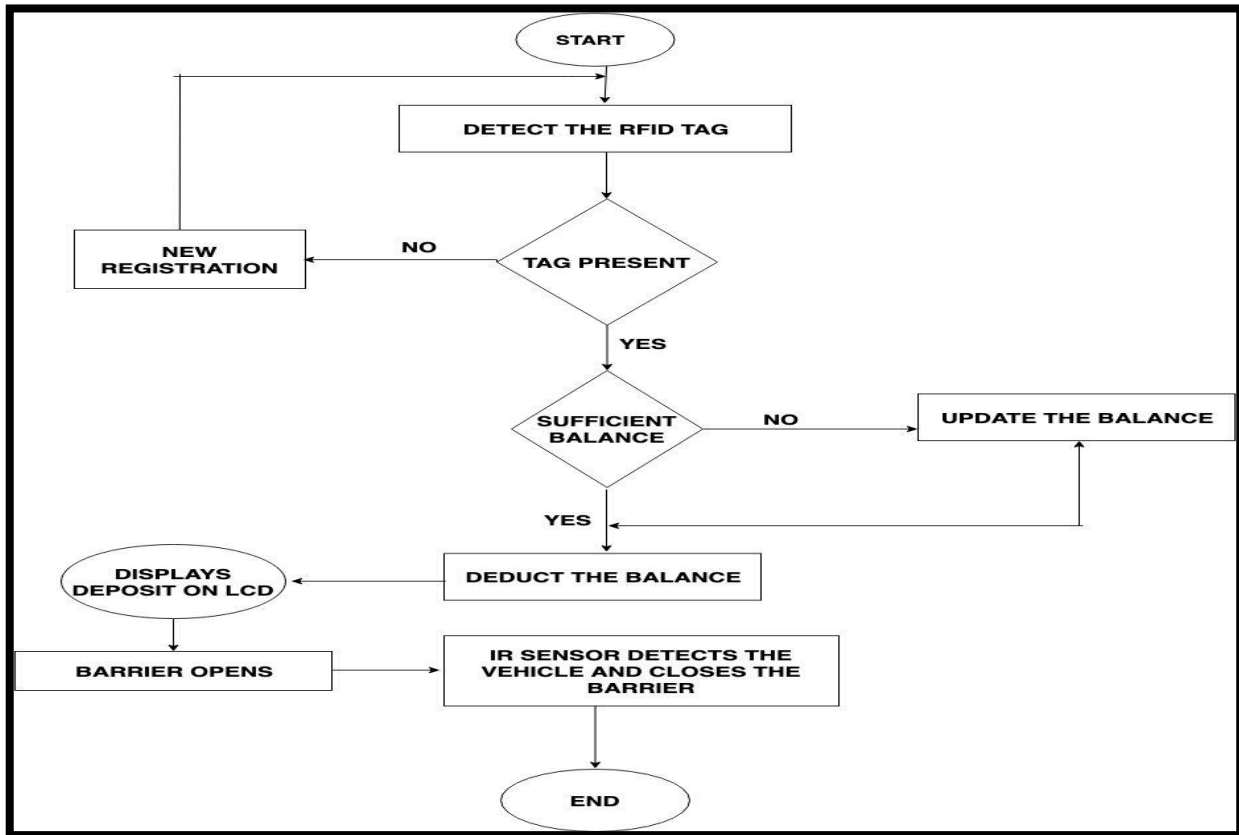 START
DETECT THE RFID TAG
NEW
REGISTRATION
NO
TAG PRESENT
YES
SUFFICIENT
BALANCE
NO
UPDATE THE BALANCE
YES
DISPLAYS
DEPOSIT ON LCD
DEDUCT THE BALANCE
BARRIER OPENS
IR SENSOR DETECTS THE
VEHICLE AND CLOSES THE
BARRIER
END